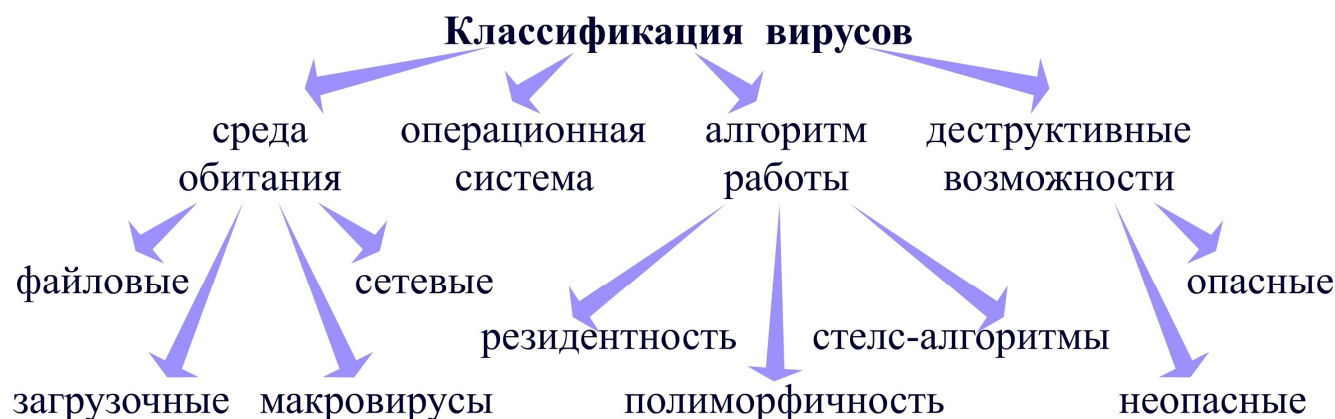 Классификация вирусов
среда обитания
операционная система
алгоритм работы
деструктивные возможности
файловые
сетевые
опасные
резидентность
стелс-алгоритмы
загрузочные
макровирусы
полиморфичность
неопасные